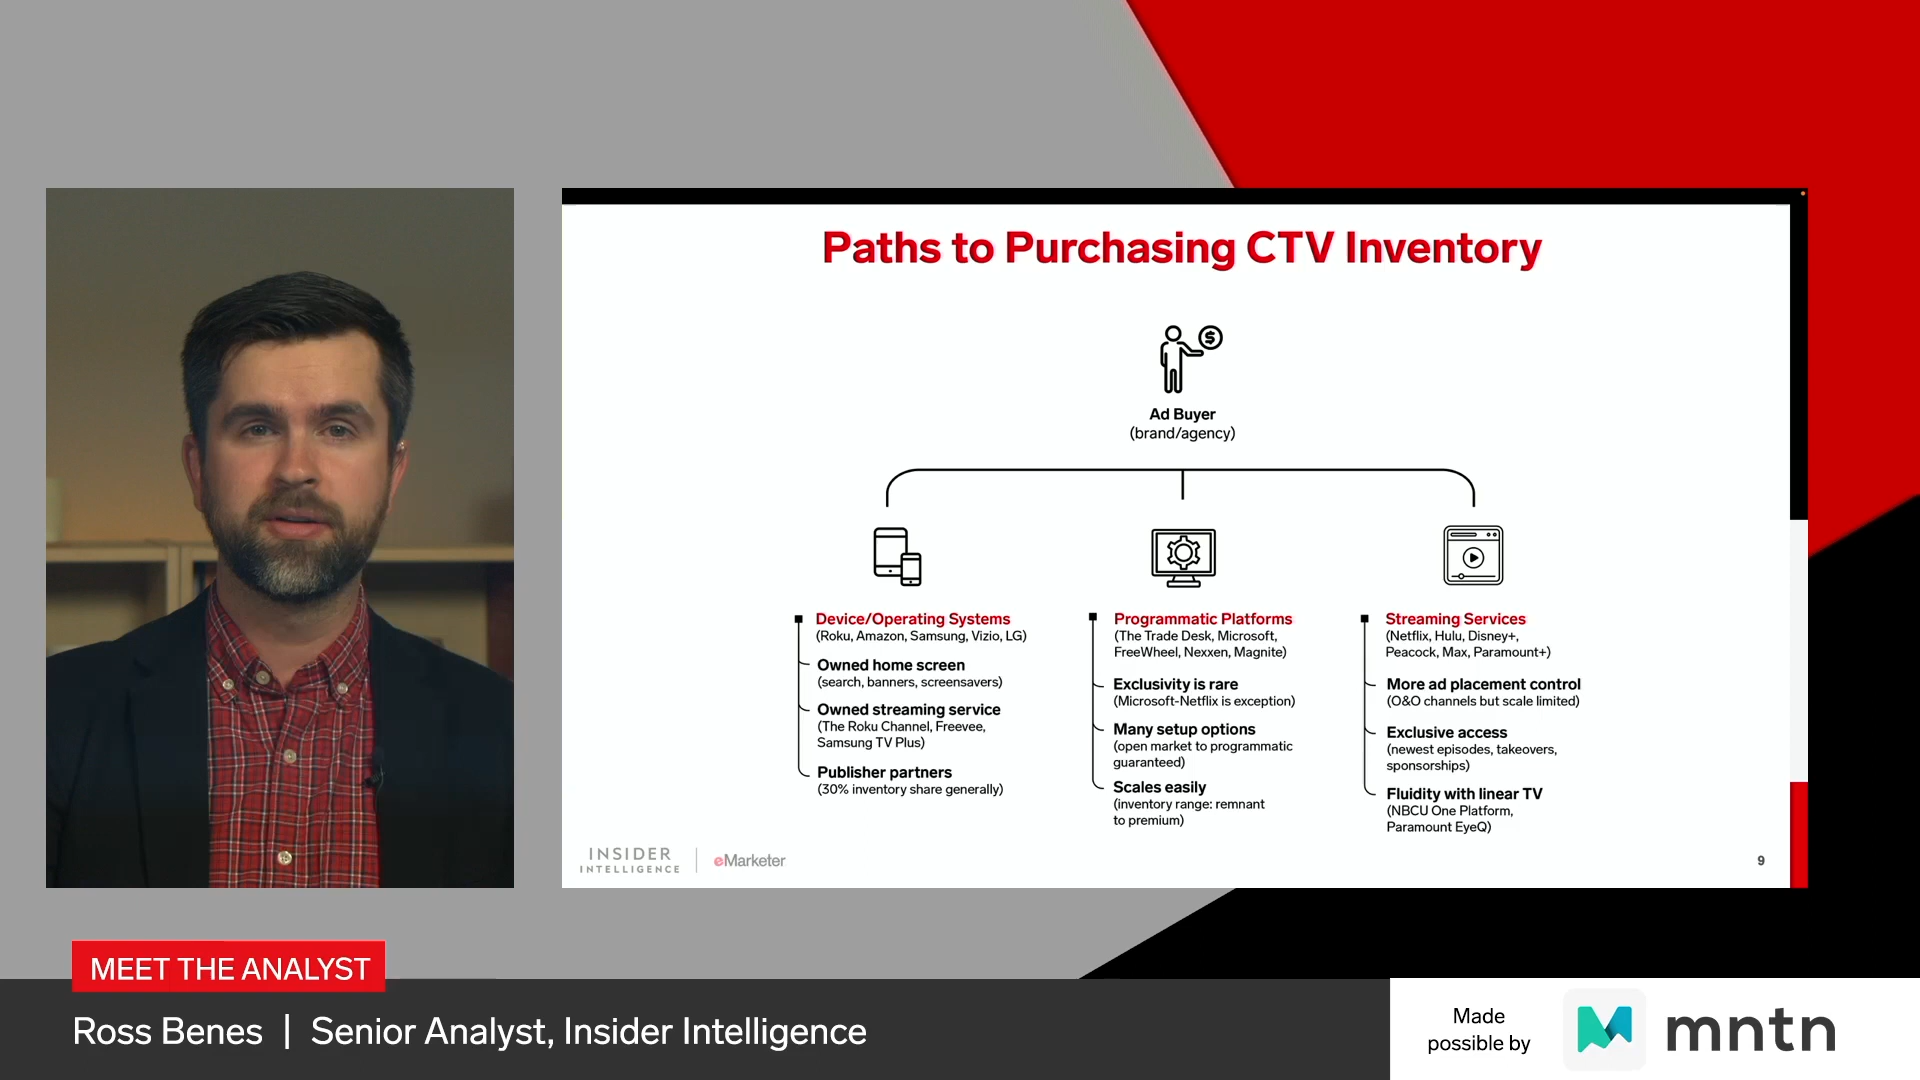 Paths to Purchasing CTV Inventory
$
Ad Buyer
(brand/agency)
Device/Operating Systems
(Roku, Amazon, Samsung, Vizio, LG)
Owned home screen
(search, banners, screensavers)
Owned streaming service
(The Roku Channel, Freevee,
Samsung TV Plus)
Publisher partners
(30% inventory share generally)
Programmatic Platforms
(The Trade Desk, Microsoft,
FreeWheel, Nexxen, Magnite)
Exclusivity is rare
(Microsoft-Netflix is exception)
Many setup options
(open market to programmatic
guaranteed)
Scales easily
(inventory range: remnant
to premium)
Streaming Services
(Netflix, Hulu, Disney+,
Peacock, Max, Paramount+)
More ad placement control
(O&O channels but scale limited)
Exclusive access
(newest episodes, takeovers,
sponsorships)
Fluidity with linear TV
(NBCU One Platform,
Paramount EyeQ)
INSIDER
INTELLIGENCE
eMarketer
9
MEET THE ANALYST
Ross Benes | Senior Analyst, Insider Intelligence
Made
possible by
mntn